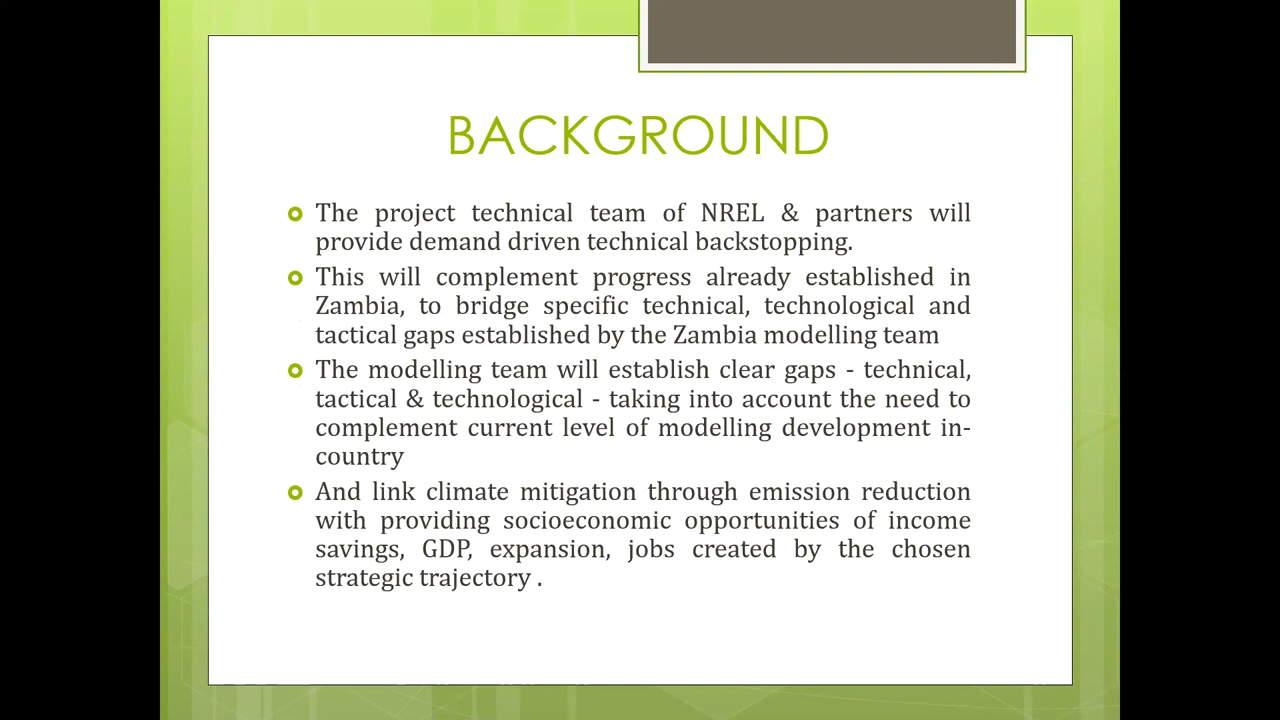 BACKGROUND
The project technical team of NREL & partners will
provide demand driven technical backstopping.
This will complement progress already established in
Zambia, to bridge specific technical, technological and
tactical gaps established by the Zambia modelling team
The modelling team will establish clear gaps - technical,
tactical & technological - taking into account the need to
complement current level of modelling development in-
country
And link climate mitigation through emission reduction
with providing socioeconomic opportunities of income
savings, GDP, expansion, jobs created by the chosen
strategic trajectory .